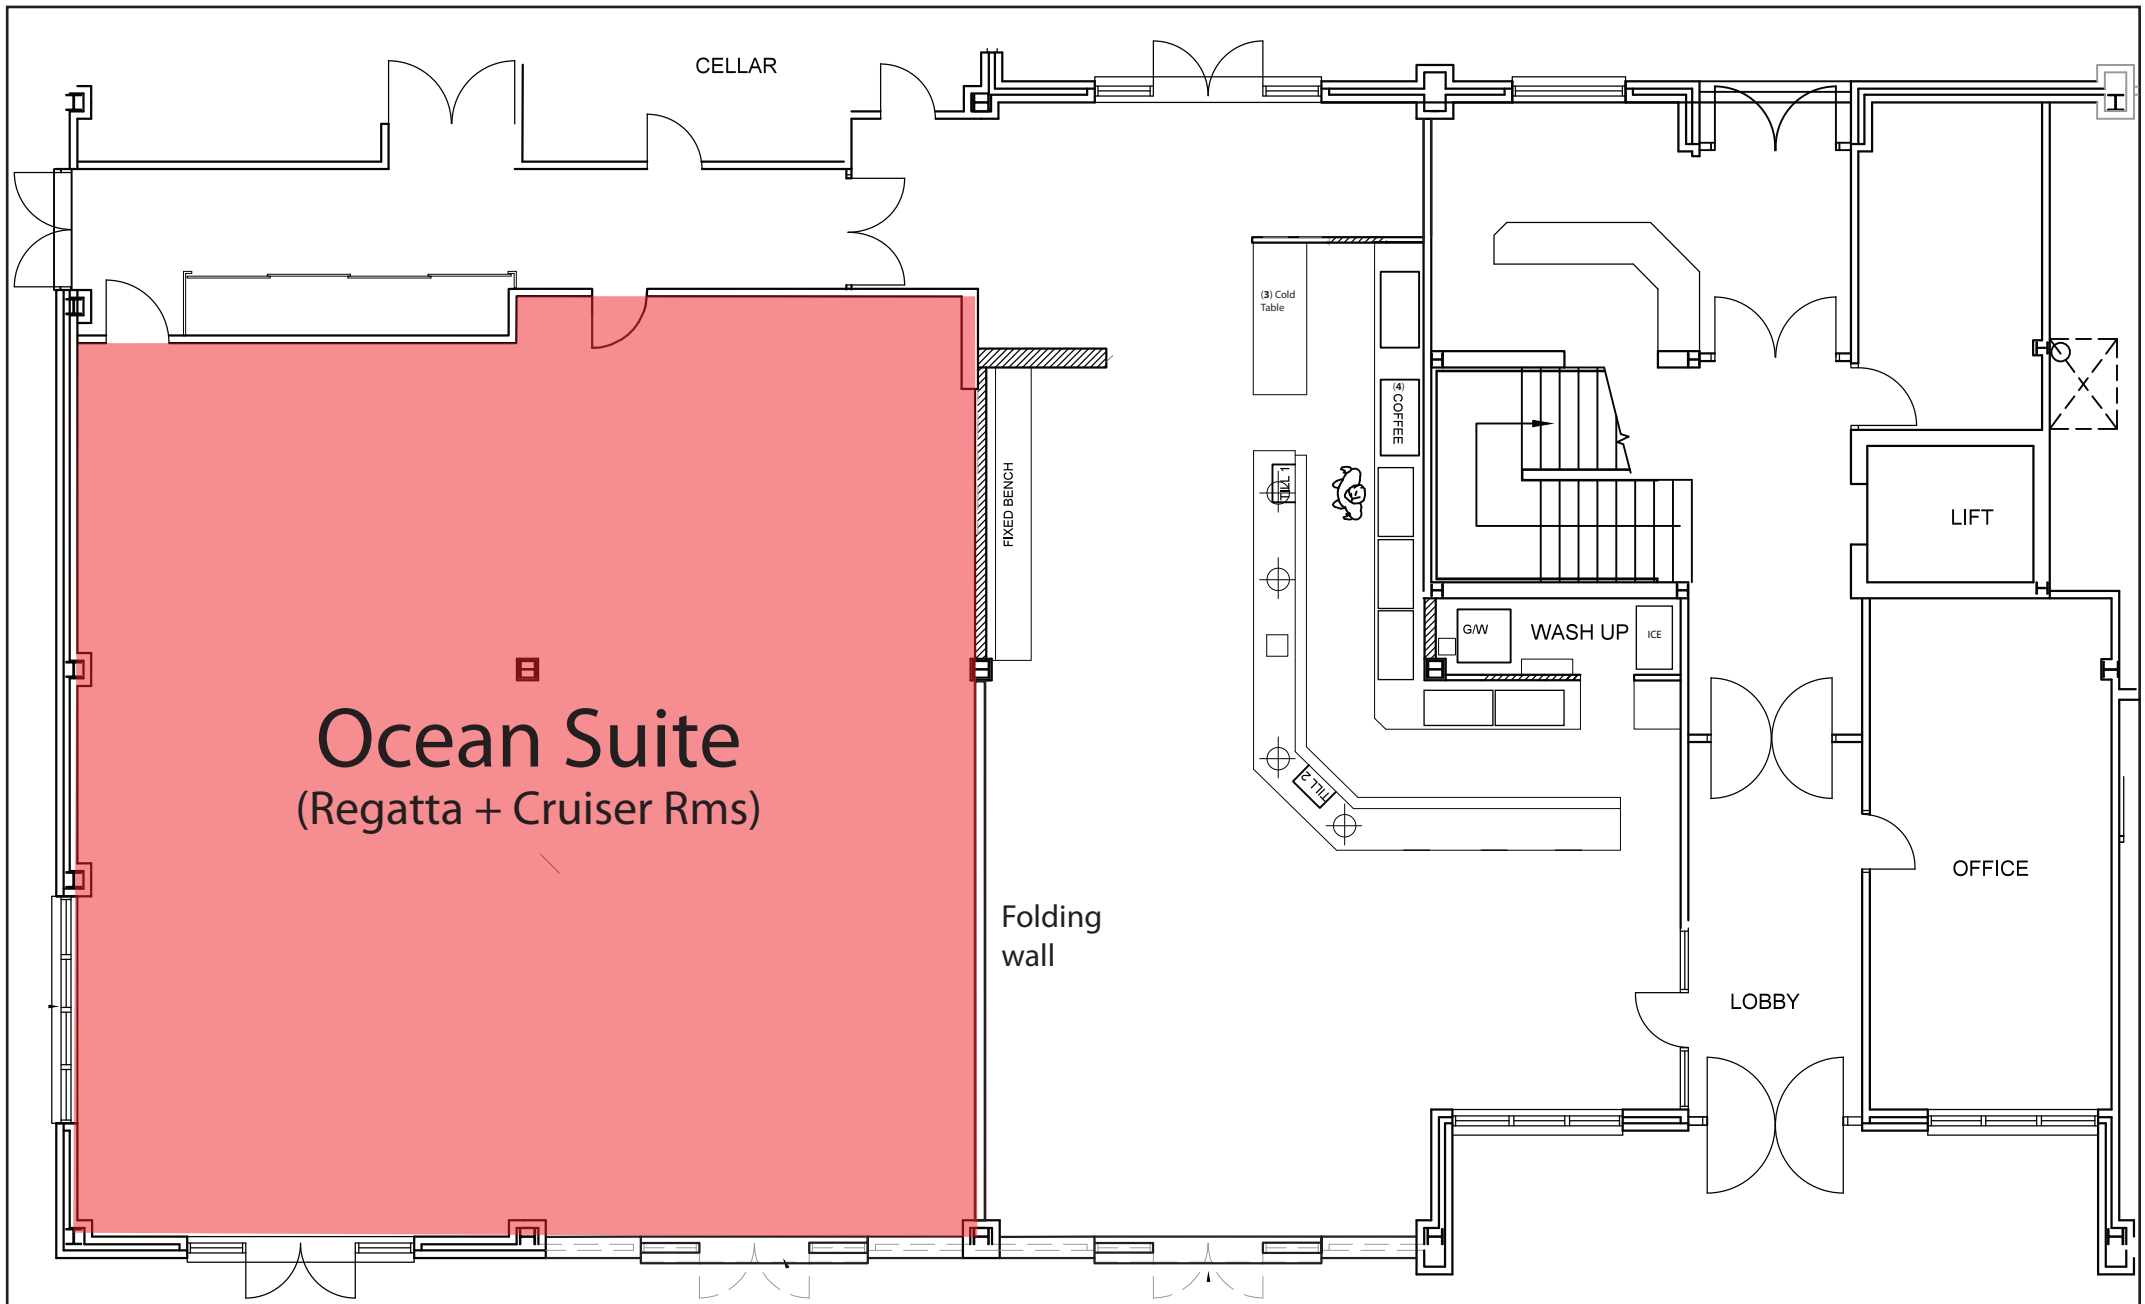 CELLAR
(3) Cold
Table
(4)
COFFEE
FIXED BENCH
TILL 1
LIFT
G/W
WASH UP
ICE
Ocean Suite
(Regatta + Cruiser Rms)
TILL 2
OFFICE
Folding
wall
LOBBY